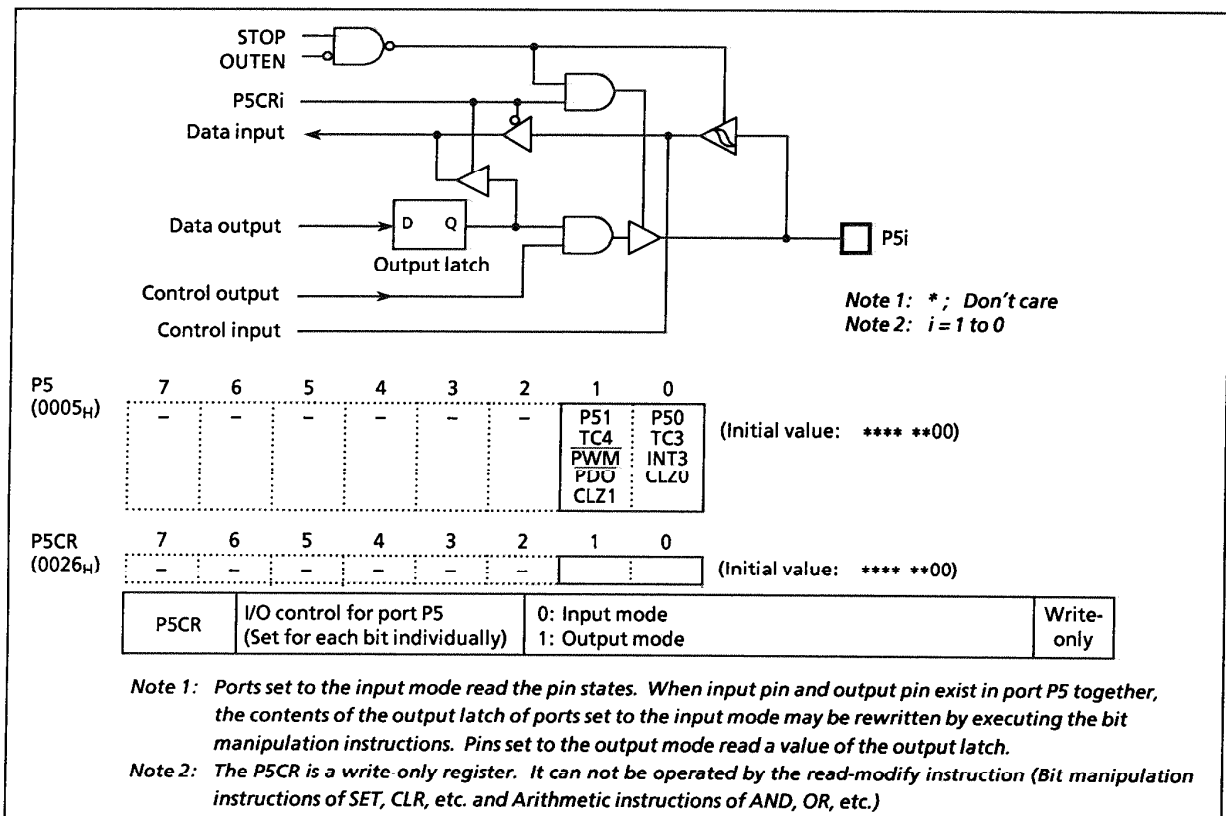 STOP
OUTEN
P5CRi
Data input
Data output
D Q
Output latch
P5i
Control output
Control input
Note 1: * ; Don't care
Note 2: i = 1 to 0
P5 7 6 5 4 3 2 1 0
(0005H) – – – – – – P51 P50 (Initial value: **** **00)
TC4 TC3
PWM INT3
PDO CLZ0
CLZ1
P5CR 7 6 5 4 3 2 1 0
(0026H) – – – – – – (Initial value: **** **00)
P5CR I/O control for port P5 0: Input mode Write-
(Set for each bit individually) 1: Output mode only
Note 1: Ports set to the input mode read the pin states. When input pin and output pin exist in port P5 together,
the contents of the output latch of ports set to the input mode may be rewritten by executing the bit
manipulation instructions. Pins set to the output mode read a value of the output latch.
Note 2: The P5CR is a write-only register. It can not be operated by the read-modify instruction (Bit manipulation
instructions of SET, CLR, etc. and Arithmetic instructions of AND, OR, etc.)